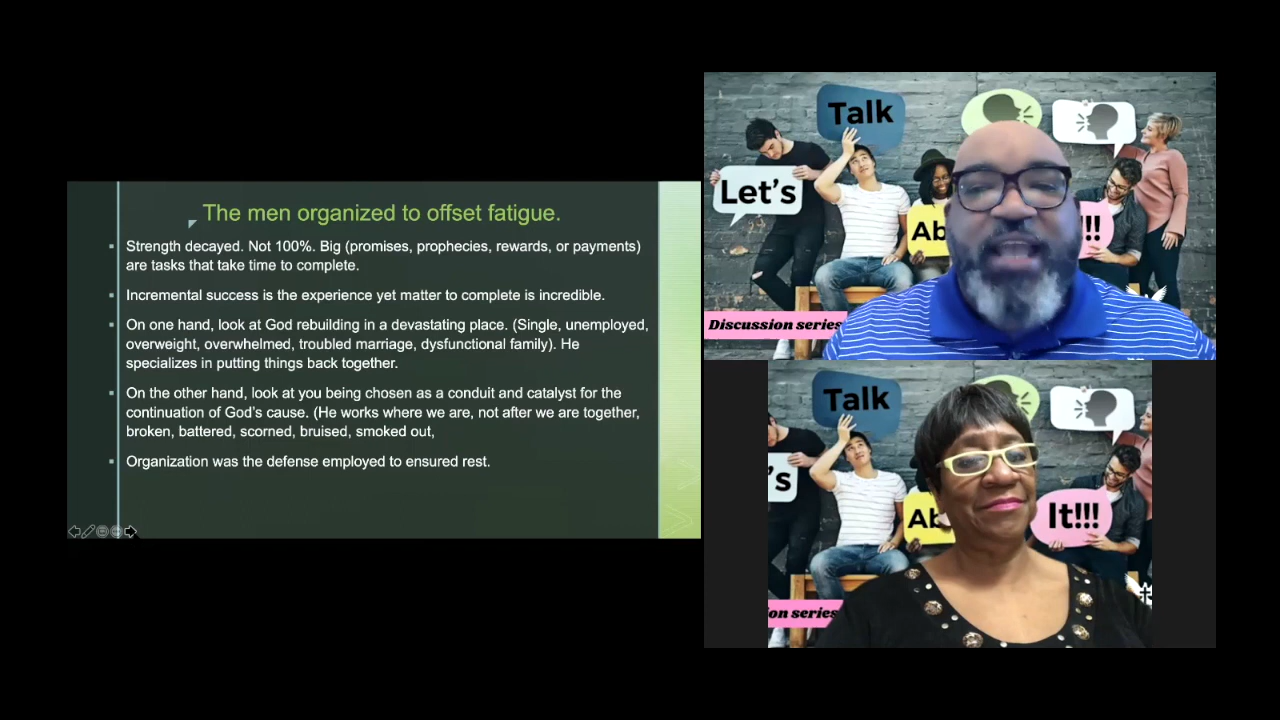 The men organized to offset fatigue.
Strength decayed. Not 100%. Big (promises, prophecies, rewards, or payments)
are tasks that take time to complete.
Incremental success is the experience yet matter to complete is incredible.
On one hand, look at God rebuilding in a devastating place. (Single, unemployed,
overweight, overwhelmed, troubled marriage, dysfunctional family). He
specializes in putting things back together.
On the other hand, look at you being chosen as a conduit and catalyst for the
continuation of God's cause. (He works where we are, not after we are together,
broken, battered, scorned, bruised, smoked out,
Organization was the defense employed to ensured rest.
Talk
Let's
Ab
!!!
Discussion series
Talk
's
Ab
It!!!
ion series